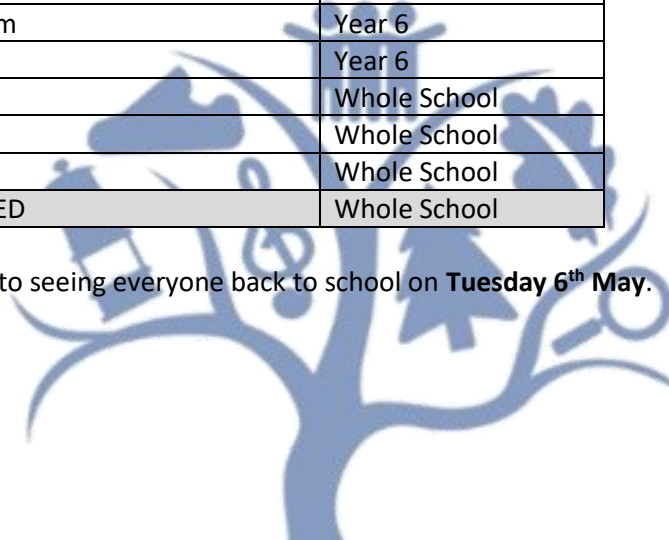 m Year 6
Year 6
Whole School
Whole School
Whole School
ED Whole School
to seeing everyone back to school on Tuesday 6th May.